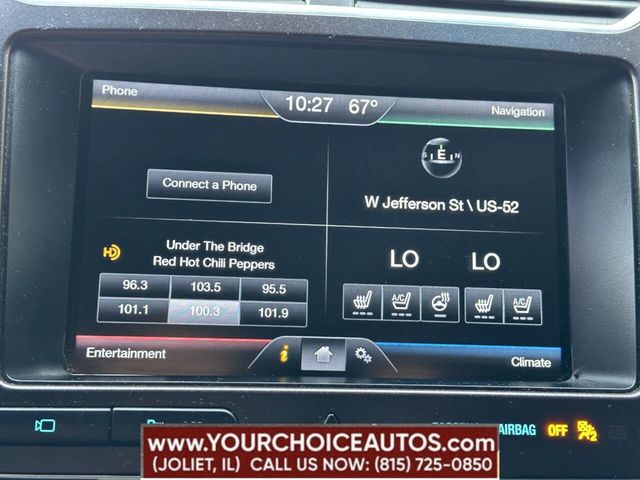 Phone
10:27 67°
Navigation
S E N
Connect a Phone
W Jefferson St \ US-52
HD
Under The Bridge
Red Hot Chili Peppers
LO LO
96.3 103.5 95.5
101.1 100.3 101.9
A/C A/C
Entertainment
i
Climate
AIRBAG OFF 2
WWW.YOURCHOICEAUTOS.COM
(JOLIET, IL) CALL US NOW: (815) 725-0850